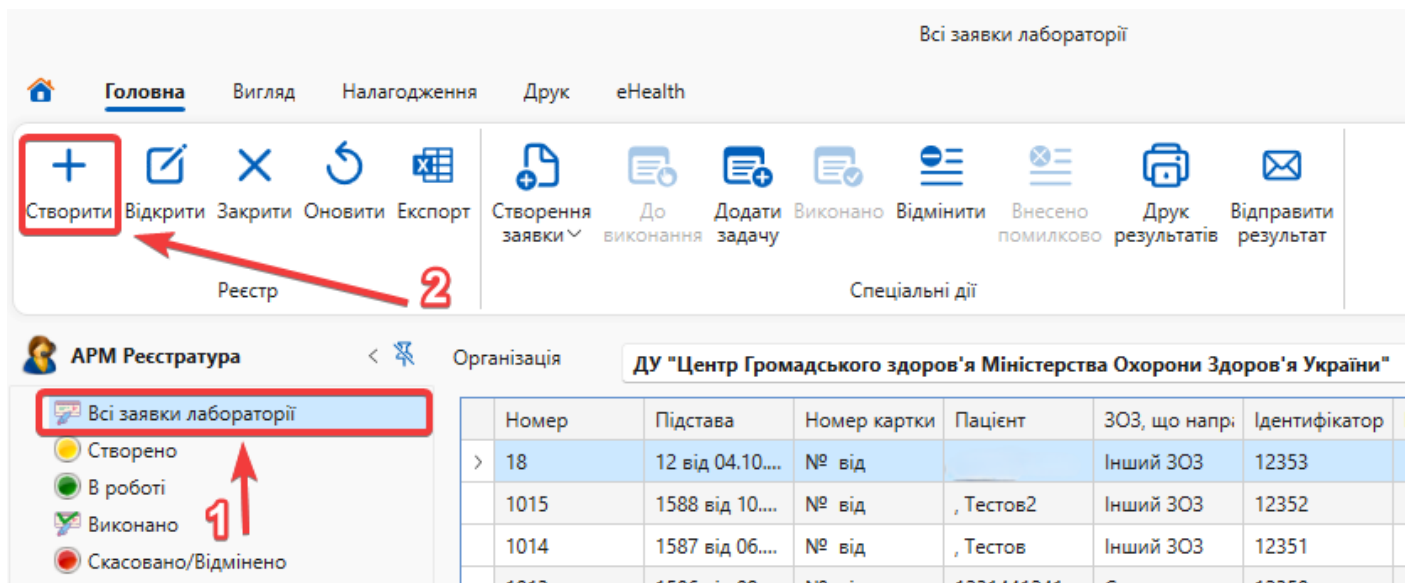 Всі заявки лабораторії
Головна Вигляд Налагодження Друк eHealth
Створити Відкрити Закрити Оновити Експорт Створення заявки До виконання Додати задачу Виконано Відмінити Внесено помилково Друк результатів Відправити результат
Реєстр 2 Спеціальні дії
АРМ Реєстратура Організація ДУ "Центр Громадського здоров'я Міністерства Охорони Здоров'я України"
Всі заявки лабораторії
Створено
В роботі
1
Виконано
Скасовано/Відмінено
Номер Підстава Номер картки Пацієнт ЗОЗ, що напра Ідентифікатор
18 12 від 04.10.... № від Інший ЗОЗ 12353
1015 1588 від 10.... № від , Тестов2 Інший ЗОЗ 12352
1014 1587 від 06.... № від , Тестов Інший ЗОЗ 12351